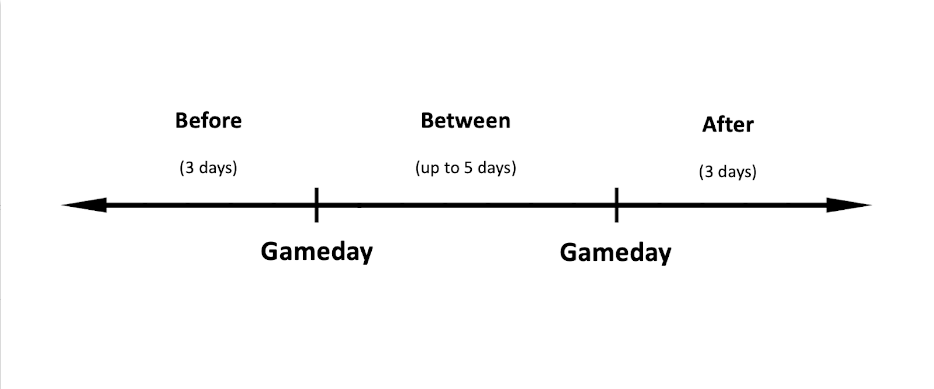 Before
(3 days)
Between
(up to 5 days)
After
(3 days)
Gameday
Gameday